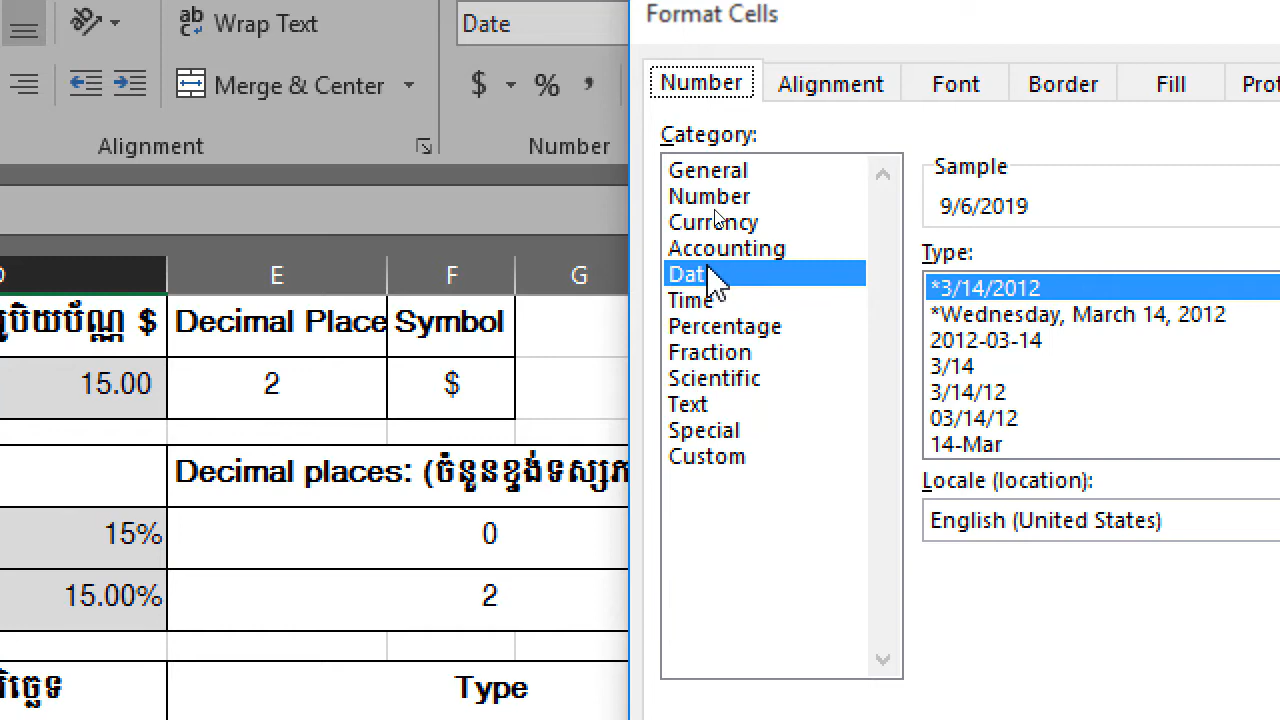 Wrap Text
Merge & Center
Alignment
Date
$ % ,
Number
E F G
Decimal Place Symbol
15.00 2 $
Decimal places:
15% 0
15.00% 2
Type
Format Cells
Number Alignment Font Border Fill
Category:
General
Number
Currency
Accounting
Dat
Time
Percentage
Fraction
Scientific
Text
Special
Custom
Sample
9/6/2019
Type:
*3/14/2012
*Wednesday, March 14, 2012
2012-03-14
3/14
3/14/12
03/14/12
14-Mar
Locale (location):
English (United States)